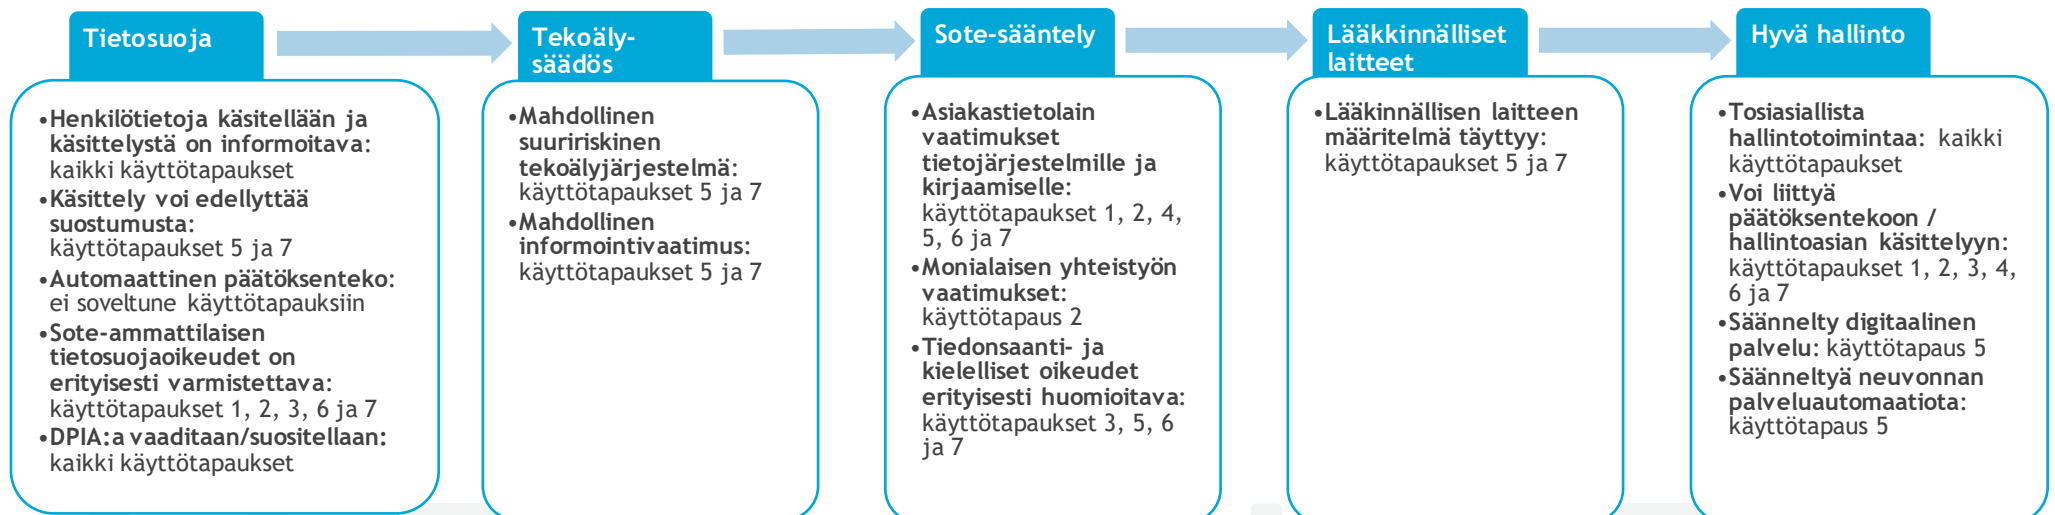 Tietosuoja
•Henkilötietoja käsitellään ja
käsittelystä on informoitava:
kaikki käyttötapaukset
•Käsittely voi edellyttää
suostumusta:
käyttötapaukset 5 ja 7
•Automaattinen päätöksenteko:
ei soveltune käyttötapauksiin
•Sote-ammattilaisen
tietosuojaoikeudet on
erityisesti varmistettava:
käyttötapaukset 1, 2, 3, 6 ja 7
•DPIA:a vaaditaan/suositellaan:
kaikki käyttötapaukset
Tekoäly-
säädös
•Mahdollinen
suuririskinen
tekoälyjärjestelmä:
käyttötapaukset 5 ja 7
•Mahdollinen
informointivaatimus:
käyttötapaukset 5 ja 7
Sote-sääntely
•Asiakastietolain
vaatimukset
tietojärjestelmille ja
kirjaamiselle:
käyttötapaukset 1, 2, 4,
5, 6 ja 7
•Monialaisen yhteistyön
vaatimukset:
käyttötapaus 2
•Tiedonsaanti- ja
kielelliset oikeudet
erityisesti huomioitava:
käyttötapaukset 3, 5, 6
ja 7
Lääkkinnälliset
laitteet
•Lääkinnällisen laitteen
määritelmä täyttyy:
käyttötapaukset 5 ja 7
Hyvä hallinto
•Tosiasiallista
hallintotoimintaa: kaikki
käyttötapaukset
•Voi liittyä
päätöksentekoon /
hallintoasian käsittelyyn:
käyttötapaukset 1, 2, 3, 4,
6 ja 7
•Säännelty digitaalinen
palvelu: käyttötapaus 5
•Säänneltyä neuvonnan
palveluautomaatiota:
käyttötapaus 5